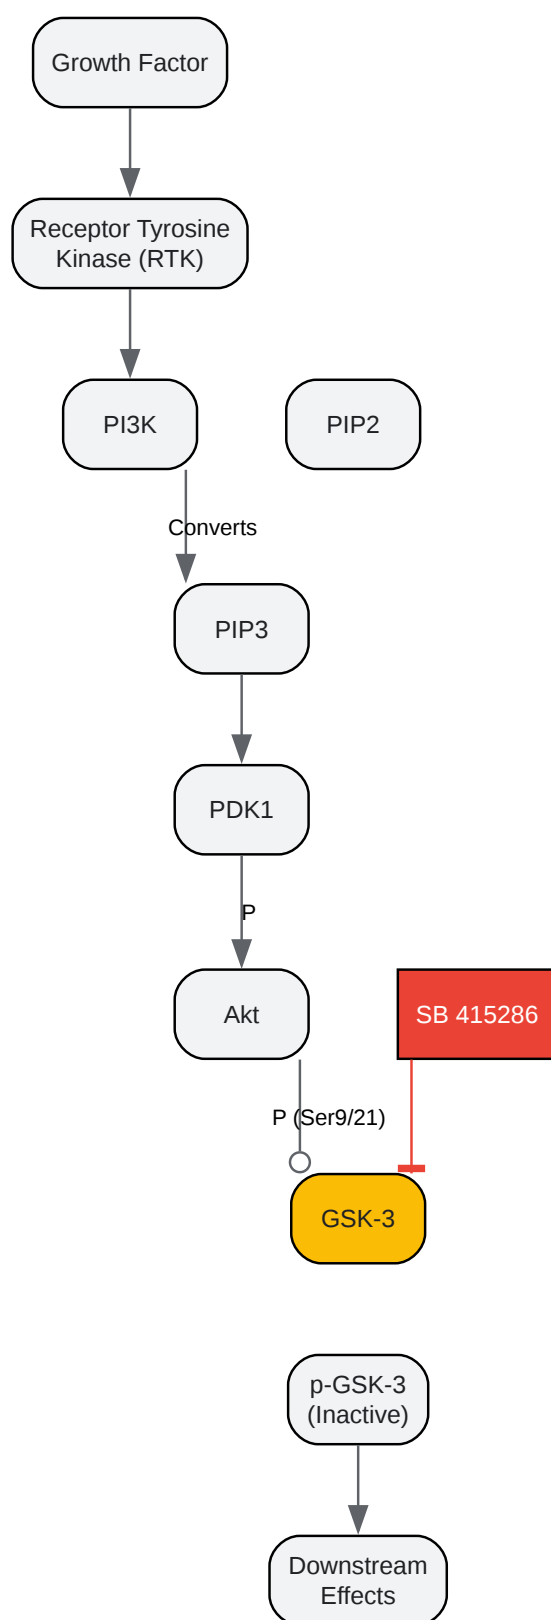 Growth Factor
Receptor Tyrosine
Kinase (RTK)
PI3K
PIP2
Converts
PIP3
PDK1
P
Akt
SB 415286
P (Ser9/21)
GSK-3
p-GSK-3
(Inactive)
Downstream
Effects